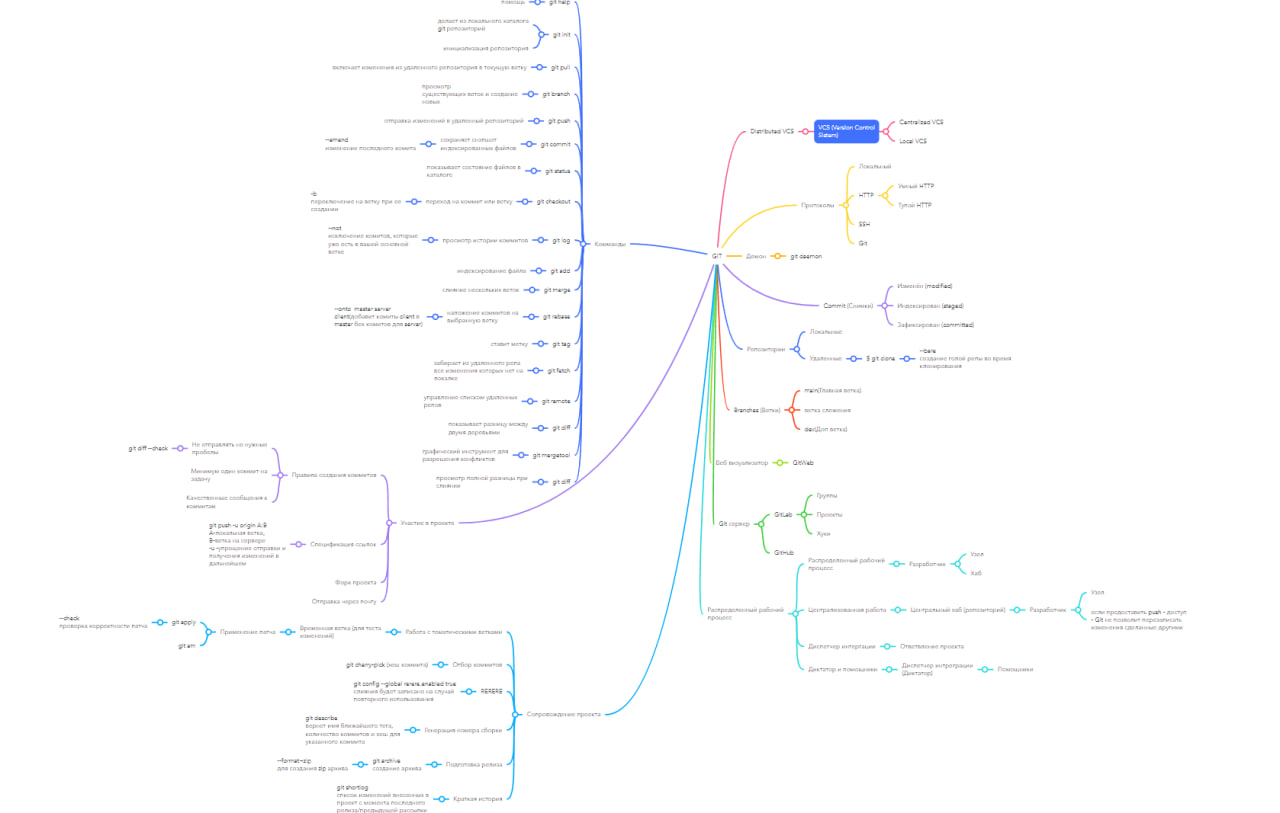 помощь
git help
делает из локального каталога
git репозиторий
инициализация репозитория
git init
включает изменения из удаленного репозитория в текущую ветку
git pull
просмотр
существующих веток и создание
новых
git branch
отправка изменений в удаленный репозиторий
git push
--amend
изменение последнего комита
сохраняет снапшот
индексированных файлов
git commit
показывает состояние файлов в
каталоге
git status
-b
переключение на ветку при ее
создании
переход на коммит или ветку
git checkout
--not
исключение комитов, которые
уже есть в вашей основной
ветке
просмотр истории коммитов
git log
индексирование файла
git add
слияние нескольких веток
git merge
--onto master server
client(добавит комиты client в
master без комитов для server)
наложение коммитов на
выбранную ветку
git rebase
ставит метку
git tag
забирает из удаленного репа
все изменения которых нет на
локалке
git fetch
управление списком удаленных
репов
git remote
показывает разницу между
двумя деревьями
git diff
графический инструмент для
разрешения конфликтов
git mergetool
просмотр полной разницы при
слиянии
git diff
Комманды
GIT
Distributed VCS
VCS (Version Control
Sistem)
Centralized VCS
Local VCS
Протоколы
Локальный
HTTP
Умный HTTP
Тупой HTTP
SSH
Git
Демон
git daemon
Commit (Снимки)
Изменён (modified)
Индексирован (staged)
Зафиксирован (committed)
Репозитории
Локальные
Удаленные
$ git clone
--bare
создание голой репы во время
клонирования
Branches (Ветки)
main(Главная ветка)
ветка слежения
dev(Доп ветка)
Веб визуализатор
GitWeb
Git сервер
GitLab
Группы
Проекты
Хуки
GitHub
Распределенный рабочий
процесс
Распределенный рабочий
процесс
Разработчик
Узел
Хаб
Централизованная работа
Центральный хаб (репозиторий)
Разработчик
Узел
если предоставить push - доступ
- Git не позволит перезаписать
изменения сделанные другими
Диспетчер интергации
Ответвление проекта
Диктатор и помощники
Диспетчер интргерации
(Диктатор)
Помощники
Участие в проекте
Правила создания коммитов
Не отправлять не нужные
пробелы
git diff --check
Минимум один коммит на
задачу
Качественные сообщения к
коммитам
Спецификация ссылок
git push -u origin A:B
A-локальная ветка,
B-ветка на сервере
-u -упрощение отправки и
получения изменений в
дальнейшем
Форк проекта
Отправка через почту
Сопровождение проекта
Работа с тематическими ветками
Временная ветка (для теста
изменений)
Применение патча
git apply
--check
проверка корректности патча
git am
Отбор коммитов
git cherry-pick (хеш коммита)
RERERE
git config --global rerere.enabled true
слияния будет записано на случай
повторного использования
Генерация номера сборки
git describe
вернет имя ближайшего тега,
количество коммитов и хеш для
указанного коммита
Подготовка релиза
git archive
создание архива
--format=zip
для создания zip архива
Краткая история
git shortlog
список изменений внесенных в
проект с момента последнего
релиза/предыдущей рассылки